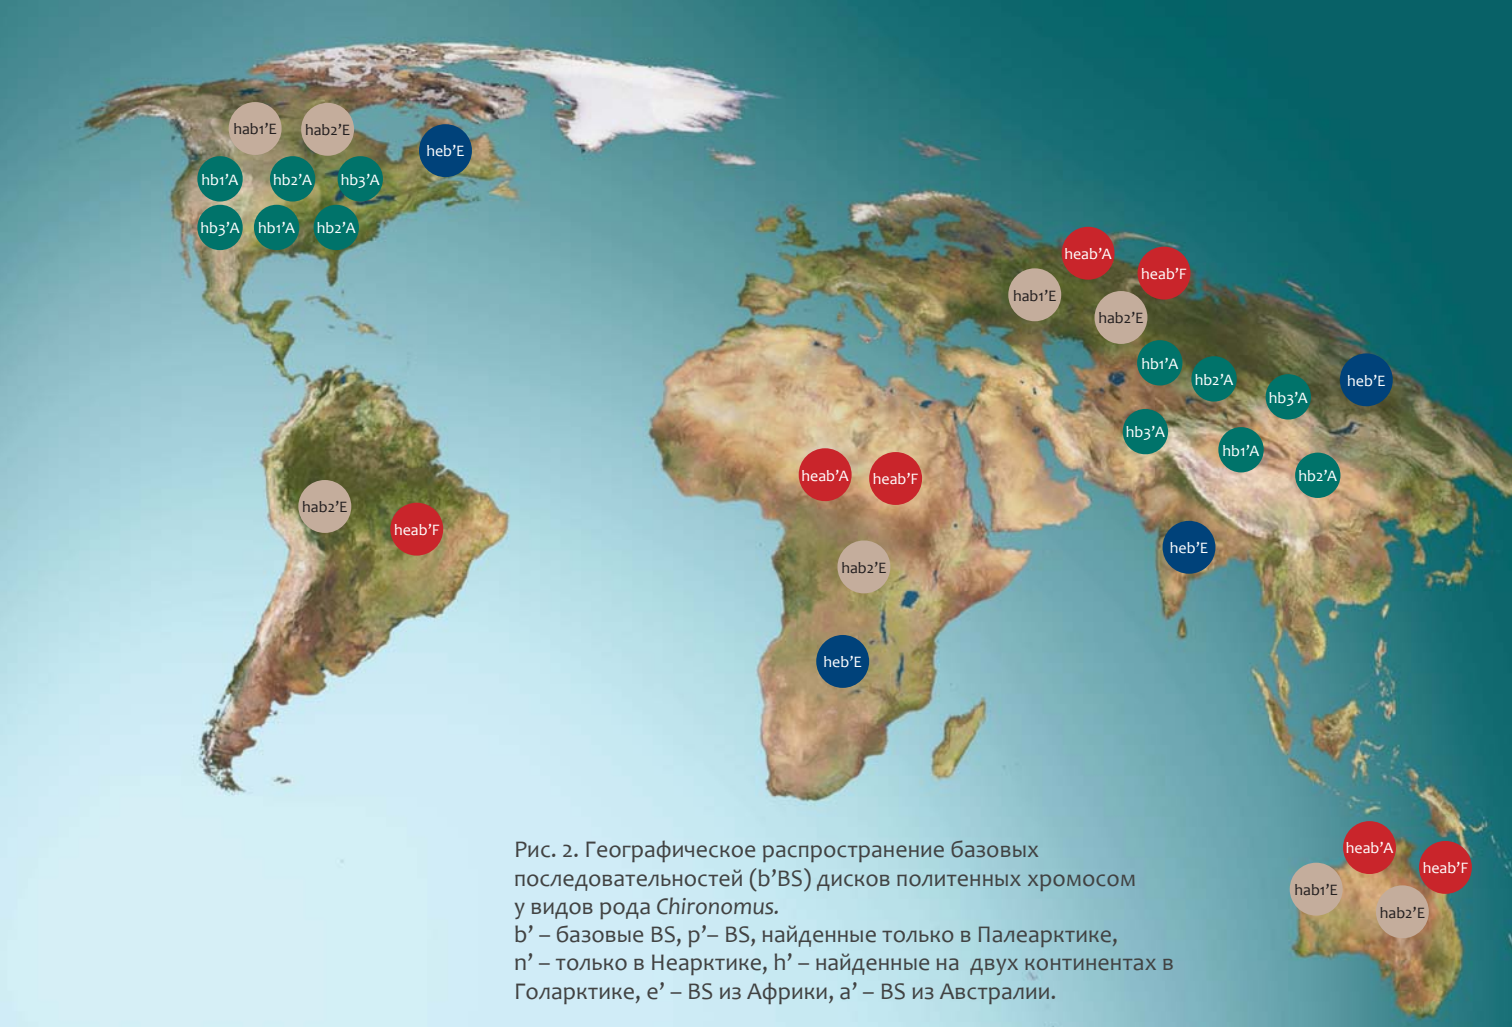 hab1’E
hab2’E
heb’E
hb1’A
hb2’A
hb3’A
hb3’A
hb1’A
hb2’A
heab’A
heab’F
hab1’E
hab2’E
hb1’A
hb2’A
hb3’A
heb’E
hb3’A
hb1’A
hb2’A
heab’A
heab’F
hab2’E
heab’F
heb’E
hab2’E
heb’E
heab’A
heab’F
hab1’E
hab2’E
Рис. 2. Географическое распространение базовых
последовательностей (b’BS) дисков политенных хромосом
у видов рода Chironomus.
b’ – базовые BS, p’– BS, найденные только в Палеарктике,
n’ – только в Неарктике, h’ – найденные на двух континентах в
Голарктике, e’ – BS из Африки, a’ – BS из Австралии.